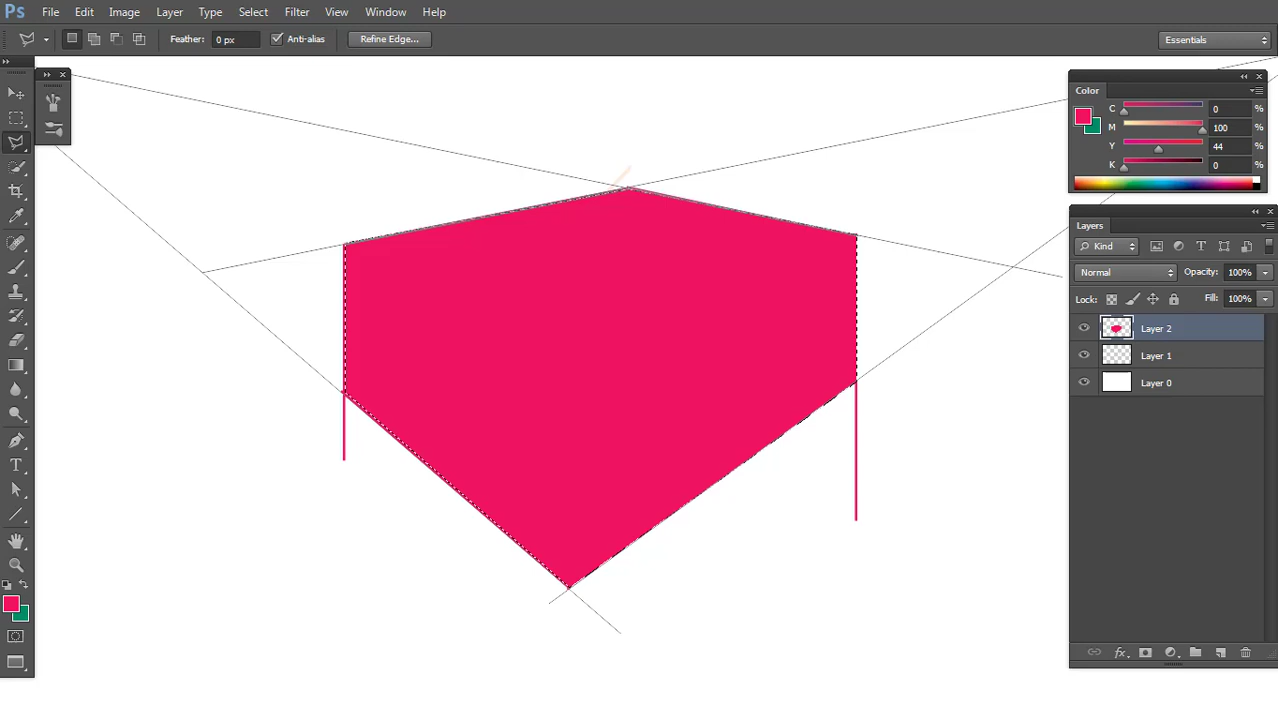 Ps File Edit Image Layer Type Select Filter View Window Help
Feather: 0 px Anti-alias Refine Edge... Essentials
Color
C 0 %
M 100 %
Y 44 %
K 0 %
Layers
Kind T
Normal Opacity: 100%
Lock: Fill: 100%
Layer 2
Layer 1
Layer 0
fx
T